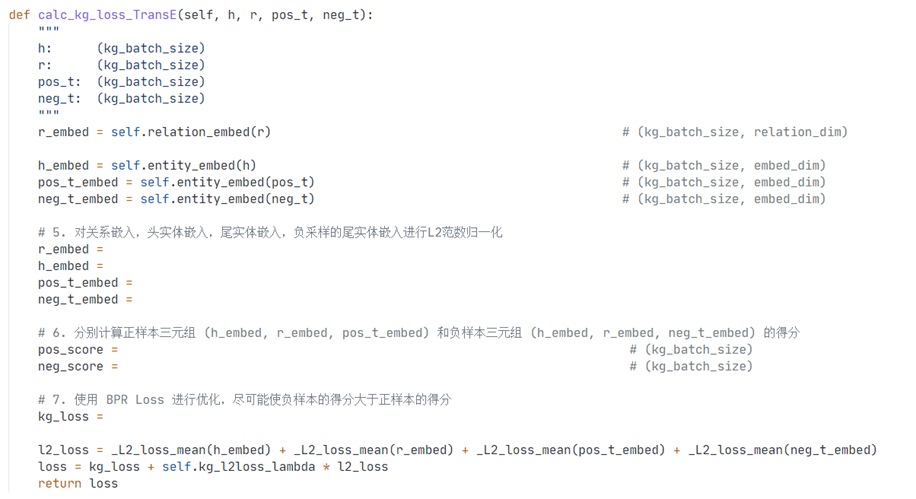 def calc_kg_loss_TransE(self, h, r, pos_t, neg_t):
    """
    h:      (kg_batch_size)
    r:      (kg_batch_size)
    pos_t:  (kg_batch_size)
    neg_t:  (kg_batch_size)
    """
    r_embed = self.relation_embed(r)                                                # (kg_batch_size, relation_dim)

    h_embed = self.entity_embed(h)                                                  # (kg_batch_size, embed_dim)
    pos_t_embed = self.entity_embed(pos_t)                                          # (kg_batch_size, embed_dim)
    neg_t_embed = self.entity_embed(neg_t)                                          # (kg_batch_size, embed_dim)

    # 5. 对关系嵌入，头实体嵌入，尾实体嵌入，负采样的尾实体嵌入进行L2范数归一化
    r_embed =
    h_embed =
    pos_t_embed =
    neg_t_embed =

    # 6. 分别计算正样本三元组 (h_embed, r_embed, pos_t_embed) 和负样本三元组 (h_embed, r_embed, neg_t_embed) 的得分
    pos_score =                                                                     # (kg_batch_size)
    neg_score =                                                                     # (kg_batch_size)

    # 7. 使用 BPR Loss 进行优化，尽可能使负样本的得分大于正样本的得分
    kg_loss =

    l2_loss = _L2_loss_mean(h_embed) + _L2_loss_mean(r_embed) + _L2_loss_mean(pos_t_embed) + _L2_loss_mean(neg_t_embed)
    loss = kg_loss + self.kg_l2loss_lambda * l2_loss
    return loss